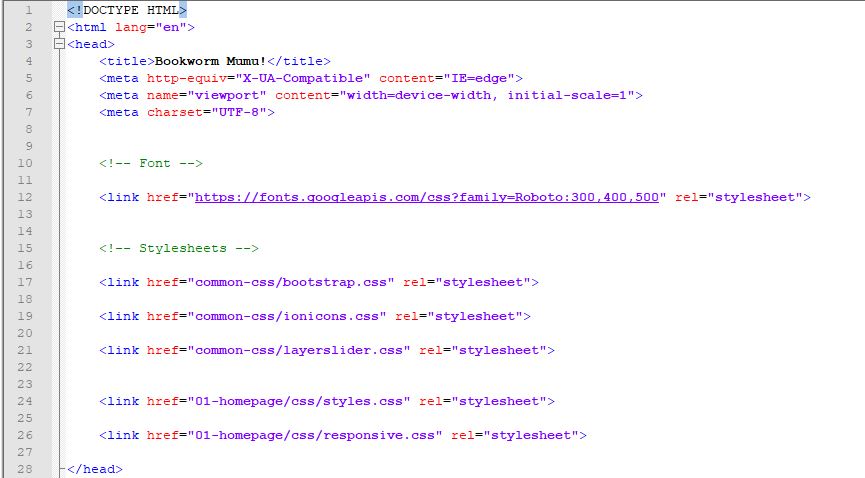 1 <!DOCTYPE HTML>
2 <html lang="en">
3 <head>
4 <title>Bookworm Mumu!</title>
5 <meta http-equiv="X-UA-Compatible" content="IE=edge">
6 <meta name="viewport" content="width=device-width, initial-scale=1">
7 <meta charset="UTF-8">
8
9
10 <!-- Font -->
11
12 <link href="https://fonts.googleapis.com/css?family=Roboto:300,400,500" rel="stylesheet">
13
14
15 <!-- Stylesheets -->
16
17 <link href="common-css/bootstrap.css" rel="stylesheet">
18
19 <link href="common-css/ionicons.css" rel="stylesheet">
20
21 <link href="common-css/layerslider.css" rel="stylesheet">
22
23
24 <link href="01-homepage/css/styles.css" rel="stylesheet">
25
26 <link href="01-homepage/css/responsive.css" rel="stylesheet">
27
28 </head>